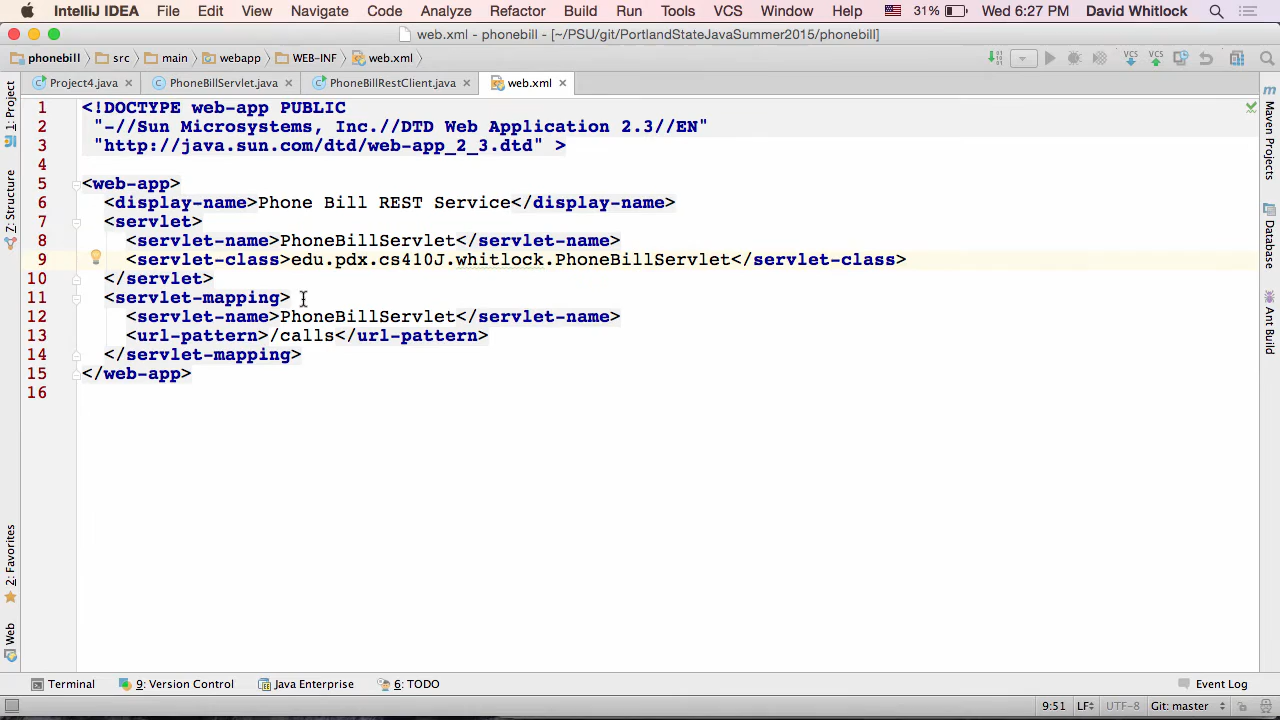 IntelliJ IDEA File Edit View Navigate Code Analyze Refactor Build Run Tools VCS Window Help 31% Wed 6:27 PM David Whitlock
web.xml - phonebill - [~/PSU/git/PortlandStateJavaSummer2015/phonebill]
phonebill src main webapp WEB-INF web.xml
Project4.java PhoneBillServlet.java PhoneBillRestClient.java web.xml
1: Project
Z: Structure
2: Favorites
Web
1 <!DOCTYPE web-app PUBLIC
2 "-//Sun Microsystems, Inc.//DTD Web Application 2.3//EN"
3 "http://java.sun.com/dtd/web-app_2_3.dtd" >
4
5 <web-app>
6 <display-name>Phone Bill REST Service</display-name>
7 <servlet>
8 <servlet-name>PhoneBillServlet</servlet-name>
9 <servlet-class>edu.pdx.cs410J.whitlock.PhoneBillServlet</servlet-class>
10 </servlet>
11 <servlet-mapping>
12 <servlet-name>PhoneBillServlet</servlet-name>
13 <url-pattern>/calls</url-pattern>
14 </servlet-mapping>
15 </web-app>
16
Maven Projects
Database
Ant Build
Terminal 9: Version Control Java Enterprise 6: TODO Event Log
9:51 LF UTF-8 Git: master